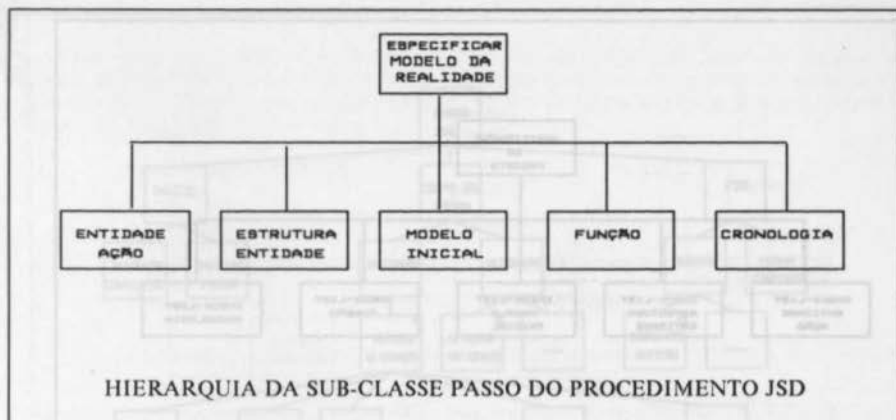 ESPECIFICAR
MODELO DA
REALIDADE
ENTIDADE
AÇÃO
ESTRUTURA
ENTIDADE
MODELO
INICIAL
FUNÇÃO
CRONOLOGIA
HIERARQUIA DA SUB-CLASSE PASSO DO PROCEDIMENTO JSD